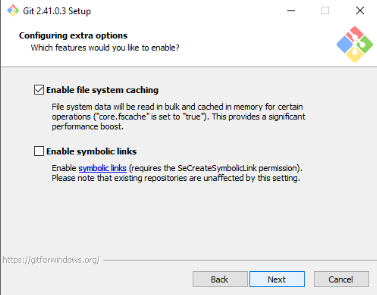 Git 2.41.0.3 Setup
Configuring extra options
Which features would you like to enable?
Enable file system caching
File system data will be read in bulk and cached in memory for certain
operations ("core.fscache" is set to "true"). This provides a significant
performance boost.
Enable symbolic links
Enable symbolic links (requires the SeCreateSymbolicLink permission).
Please note that existing repositories are unaffected by this setting.
https://gitforwindows.org/
Back Next Cancel